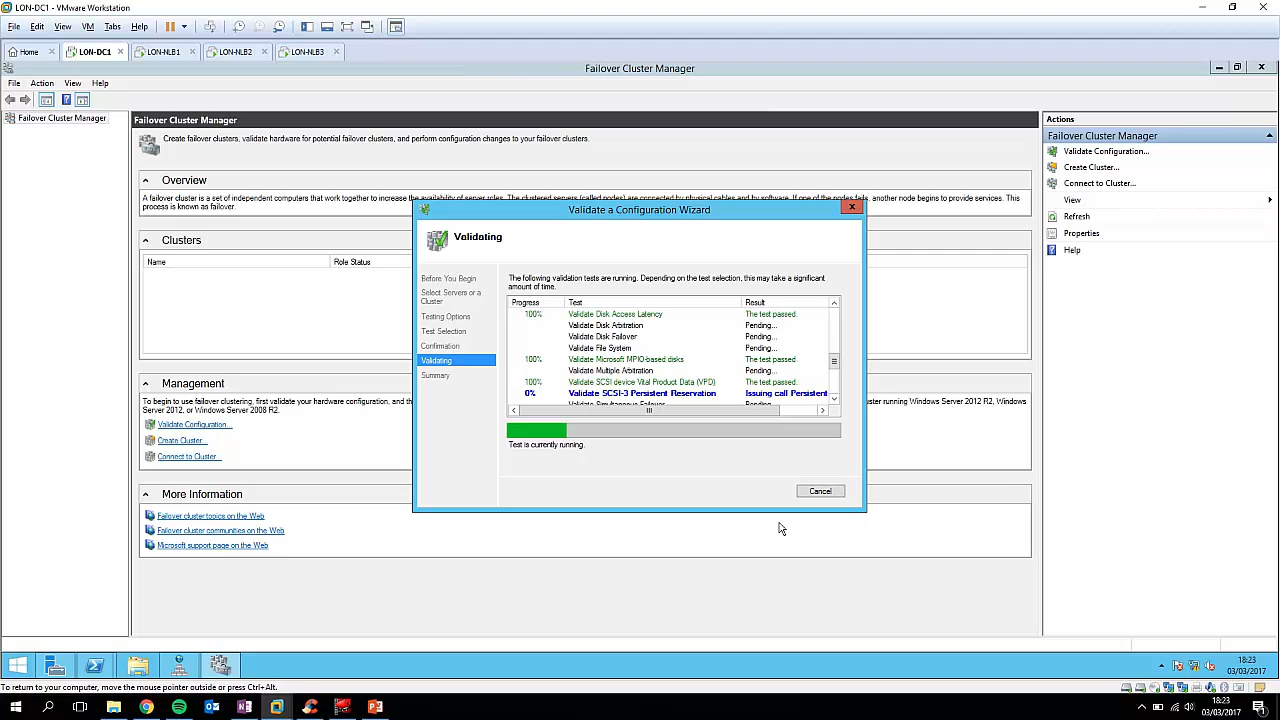 LON-DC1 - VMware Workstation
File Edit View VM Tabs Help
Home LON-DC1 LON-NLB1 LON-NLB2 LON-NLB3
Failover Cluster Manager
File Action View Help
Failover Cluster Manager
Failover Cluster Manager
Create failover clusters, validate hardware for potential failover clusters, and perform configuration changes to your failover clusters.
Overview
A failover cluster is a set of independent computers that work together to increase the availability of server roles. The clustered servers (called nodes) are connected by physical cables and by software. If one of the nodes fails, another node begins to provide services. This
process is known as failover.
Clusters
Name Role Status
Management
To begin to use failover clustering, first validate your hardware configuration, and th
uster running Windows Server 2012 R2, Windows
Server 2012, or Windows Server 2008 R2.
Validate Configuration...
Create Cluster...
Connect to Cluster...
More Information
Failover cluster topics on the Web
Failover cluster communities on the Web
Microsoft support page on the Web
Validate a Configuration Wizard
Validating
Before You Begin
Select Servers or a
Cluster
Testing Options
Test Selection
Confirmation
Validating
Summary
The following validation tests are running. Depending on the test selection, this may take a significant
amount of time.
Progress Test Result
100% Validate Disk Access Latency The test passed.
Validate Disk Arbitration Pending...
Validate Disk Failover Pending...
Validate File System Pending...
100% Validate Microsoft MPIO-based disks The test passed.
Validate Multiple Arbitration Pending...
100% Validate SCSI device Vital Product Data (VPD) The test passed.
0% Validate SCSI-3 Persistent Reservation Issuing call Persistent
Validate Simultaneous Failover Pending...
Test is currently running.
Cancel
Actions
Failover Cluster Manager
Validate Configuration...
Create Cluster...
Connect to Cluster...
View
Refresh
Properties
Help
18:23
03/03/2017
To return to your computer, move the mouse pointer outside or press Ctrl+Alt.
18:23
03/03/2017